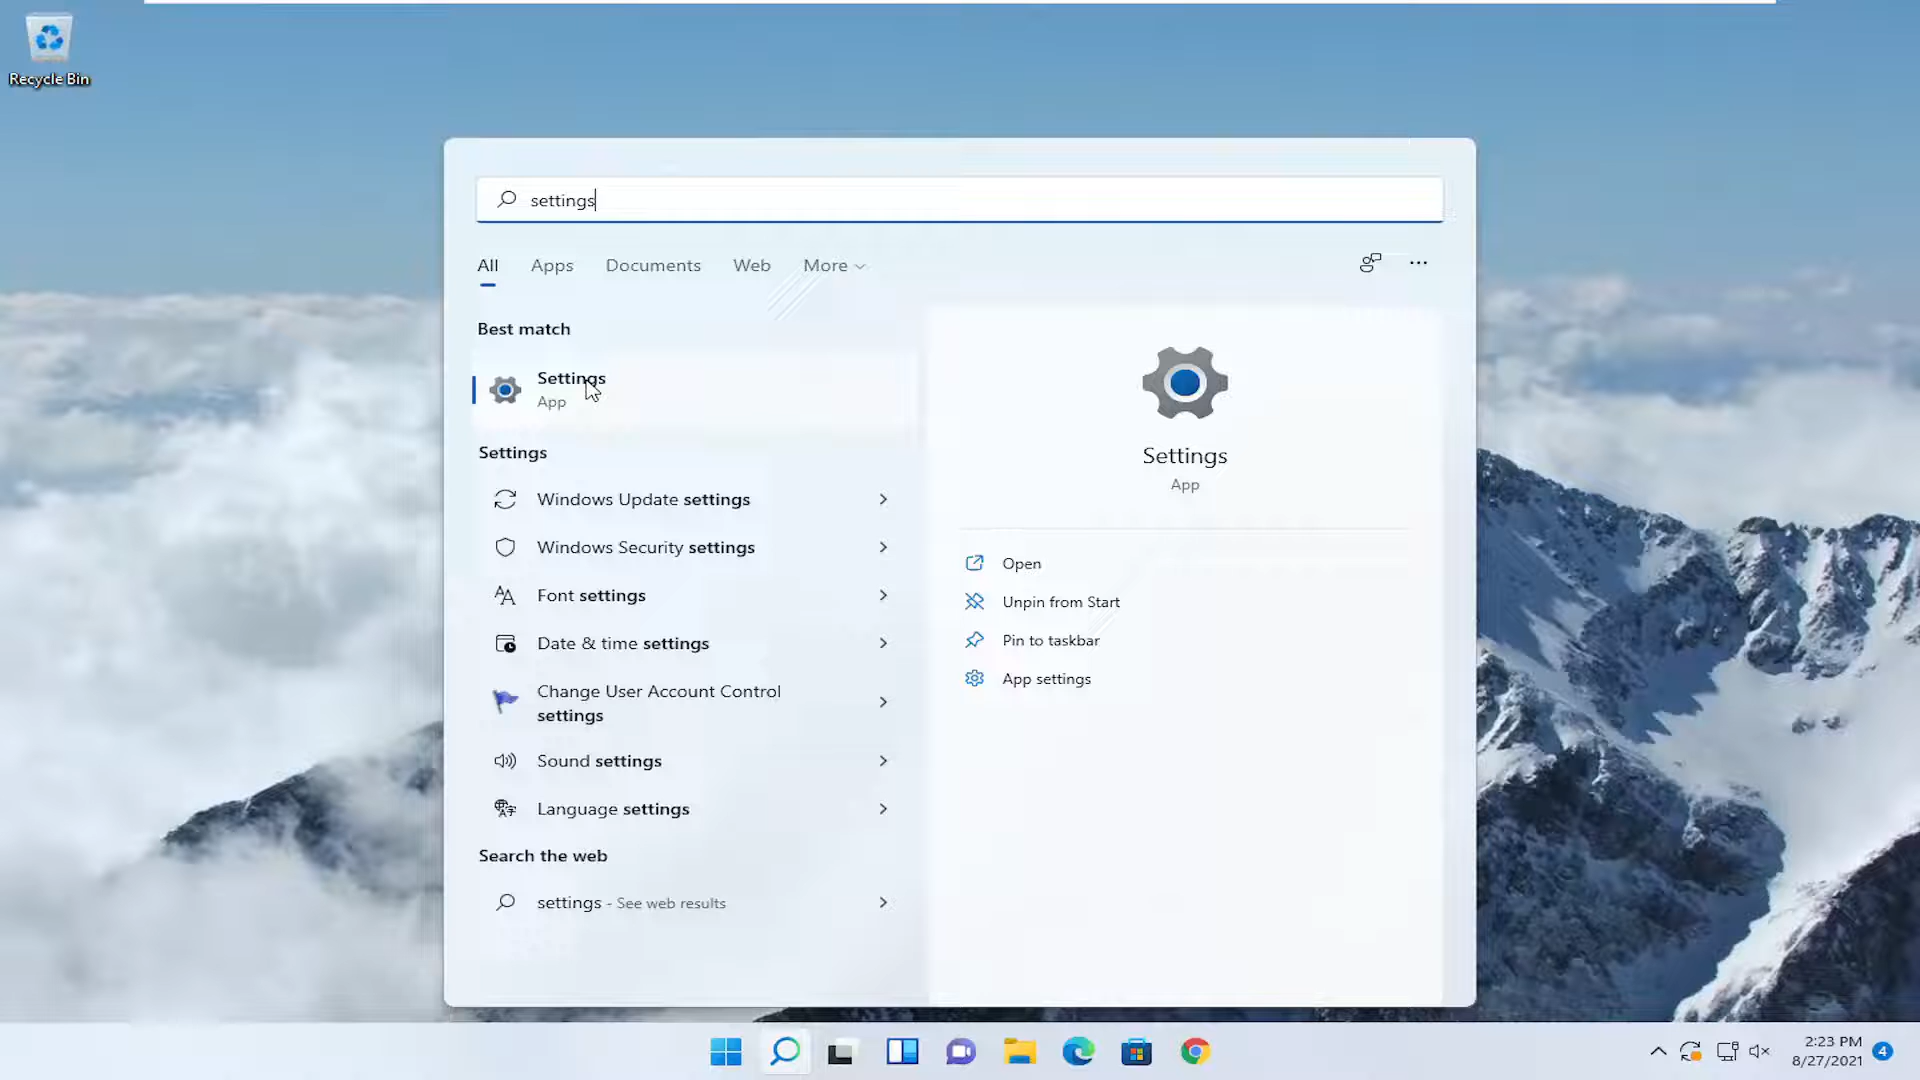 Recycle Bin
settings
All Apps Documents Web More
Best match
Settings
App
Settings
Windows Update settings
Windows Security settings
Font settings
Date & time settings
Change User Account Control
settings
Sound settings
Language settings
Search the web
settings - See web results
Settings
App
Open
Unpin from Start
Pin to taskbar
App settings
2:23 PM
8/27/2021
4